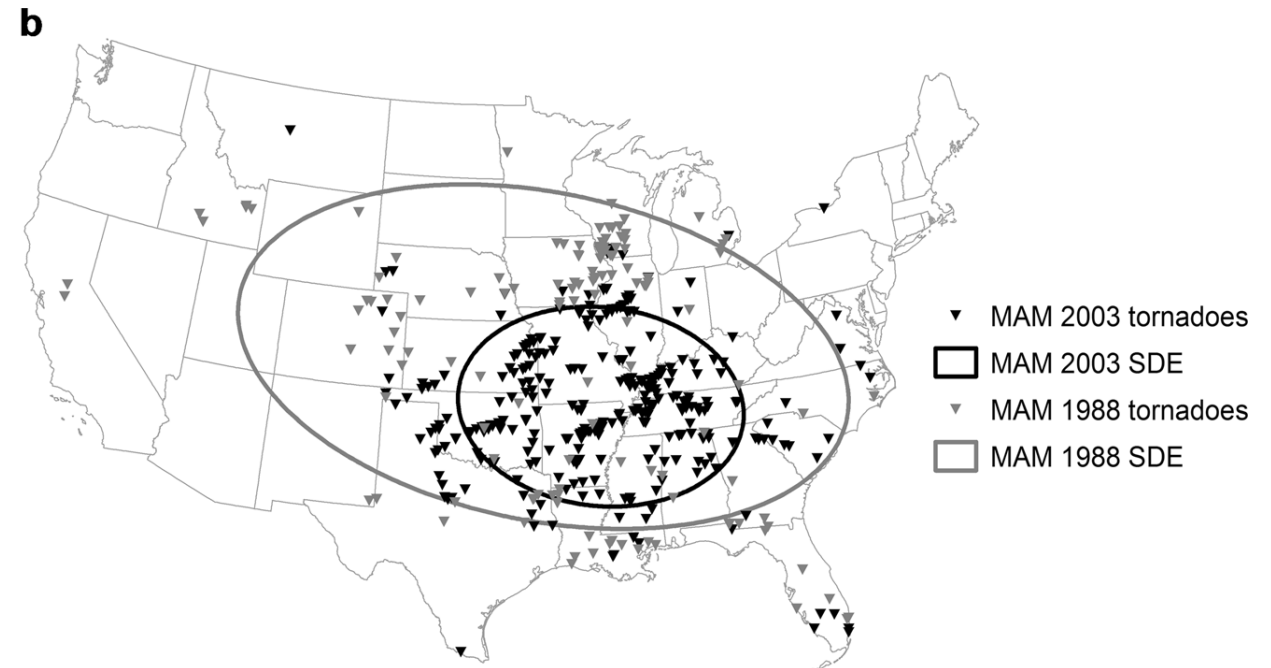 b
MAM 2003 tornadoes
MAM 2003 SDE
MAM 1988 tornadoes
MAM 1988 SDE